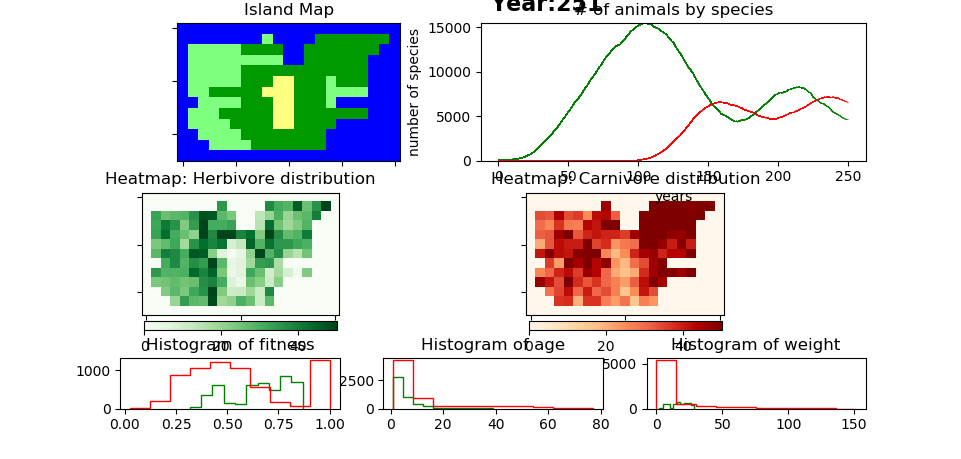 Year:251
Island Map
# of animals by species
number of species
15000
10000
5000
0
0 50 100 150 200 250
years
Heatmap: Herbivore distribution
Heatmap: Carnivore distribution
0 20 40
0 20 40
Histogram of fitness
Histogram of age
Histogram of weight
1000
0
0.00 0.25 0.50 0.75 1.00
2500
0
0 20 40 60 80
5000
0
0 50 100 150